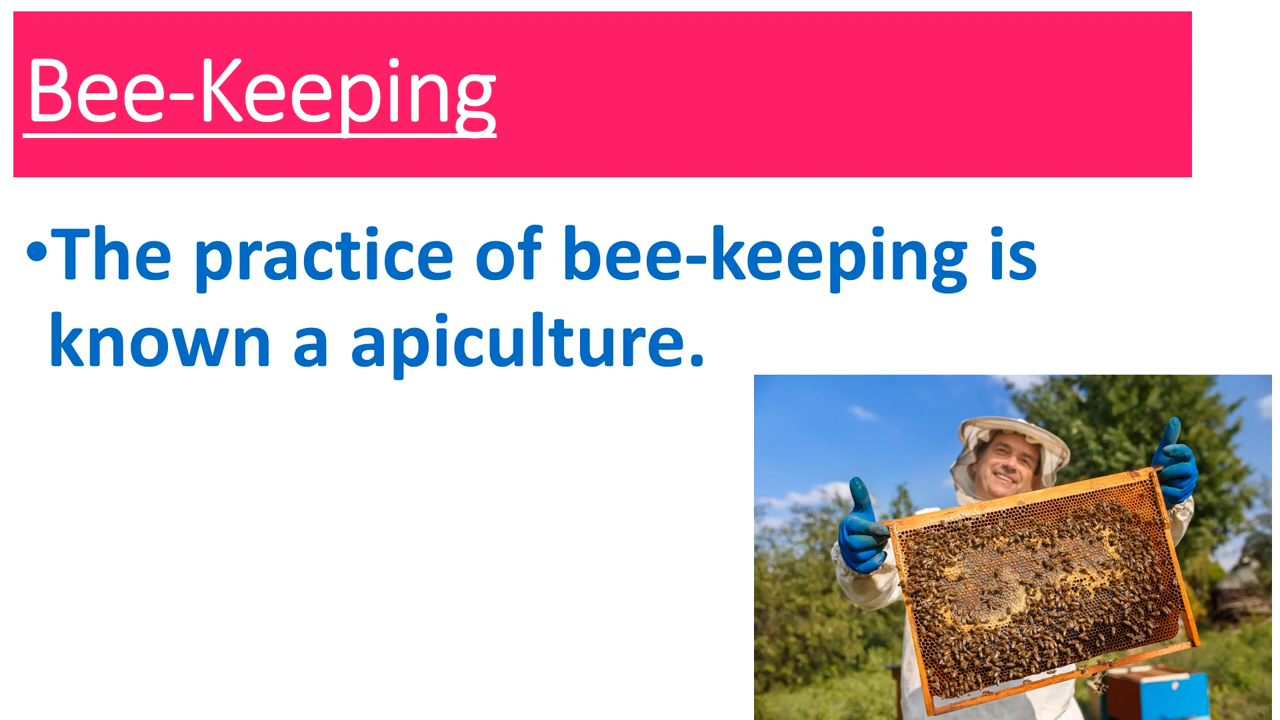 Bee-Keeping
•The practice of bee-keeping is
known a apiculture.